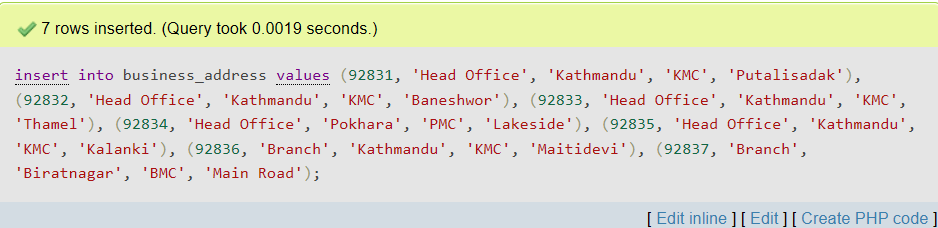 7 rows inserted. (Query took 0.0019 seconds.)
insert into business_address values (92831, 'Head Office', 'Kathmandu', 'KMC', 'Putalisadak'),
(92832, 'Head Office', 'Kathmandu', 'KMC', 'Baneshwor'), (92833, 'Head Office', 'Kathmandu', 'KMC',
'Thamel'), (92834, 'Head Office', 'Pokhara', 'PMC', 'Lakeside'), (92835, 'Head Office', 'Kathmandu',
'KMC', 'Kalanki'), (92836, 'Branch', 'Kathmandu', 'KMC', 'Maitidevi'), (92837, 'Branch',
'Biratnagar', 'BMC', 'Main Road');
[ Edit inline ] [ Edit ] [ Create PHP code ]